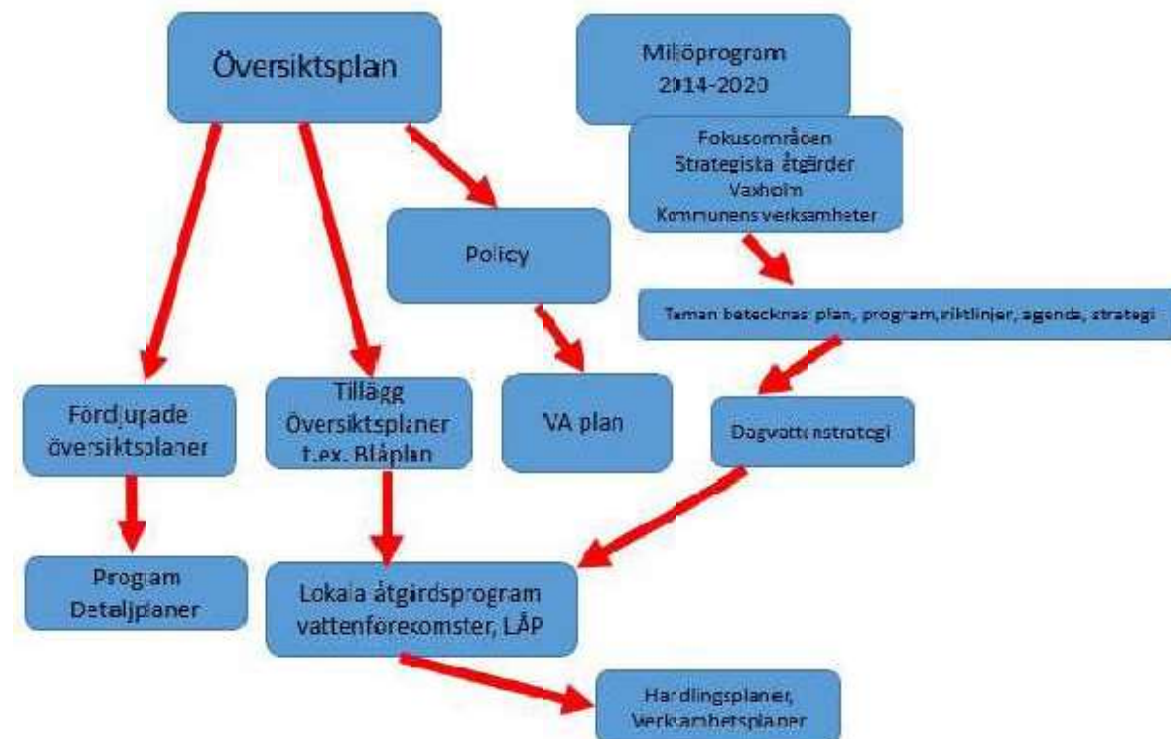 Översiktsplan
Miljöprogram
2014-2020
Fokusområden
Strategiska åtgärder
Vaxholm
Kommunens verksamheter
Policy
Teman betecknas plan, program,riktlinjer, agenda, strategi
Fördjupade
översiktsplaner
Tillägg
Översiktsplaner
t.ex. Blåplan
VA plan
Dagvattenstrategi
Program
Detaljplaner
Lokala åtgärdsprogram
vattenförekomster, LÅP
Handlingsplaner,
Verksamhetsplaner